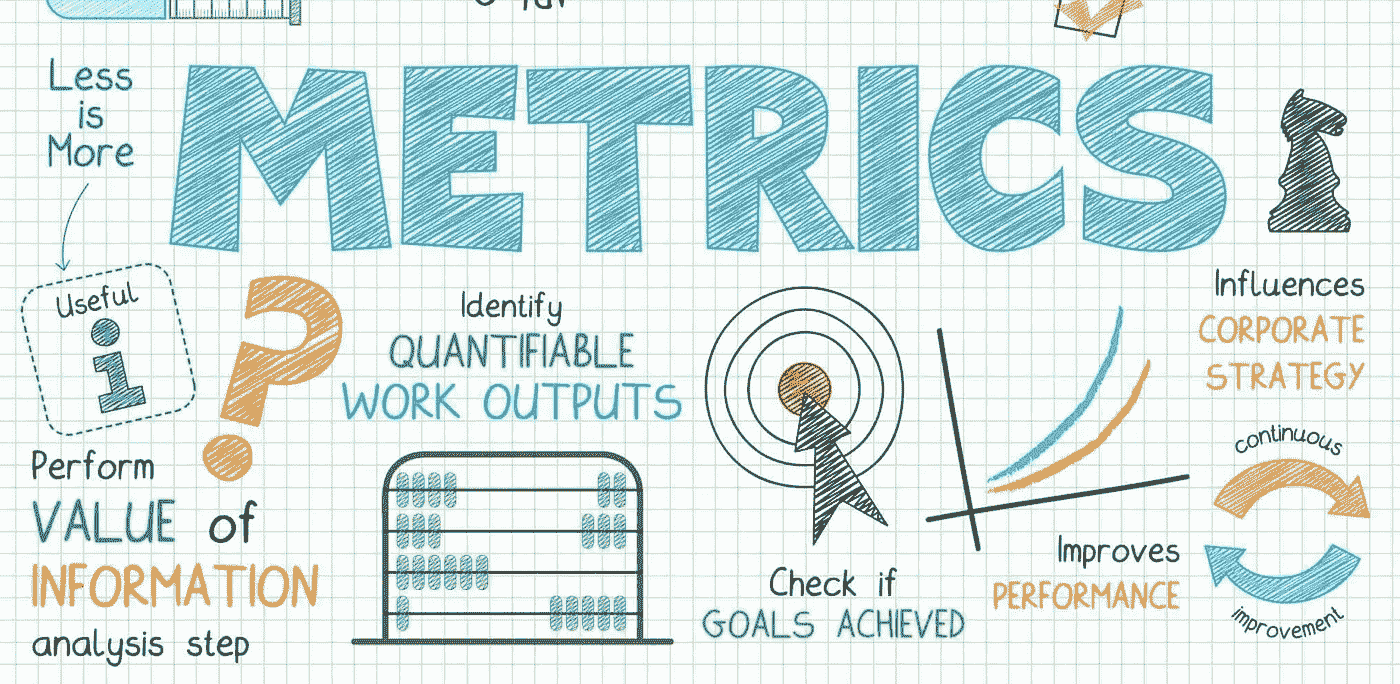 METRICS
Less
is
More
Useful
i
?
Perform
VALUE of
INFORMATION
analysis step
Identify
QUANTIFIABLE
WORK OUTPUTS
Check if
GOALS ACHIEVED
Improves
PERFORMANCE
Influences
CORPORATE
STRATEGY
continuous
improvement